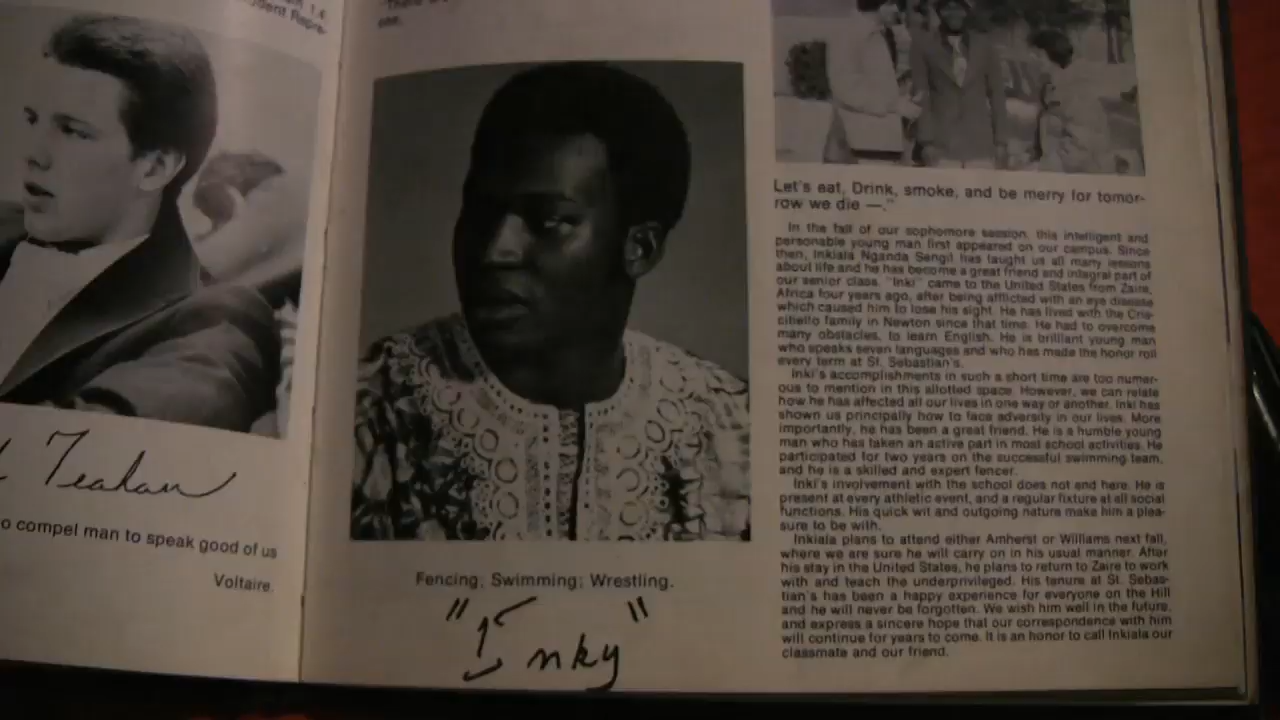 one.
Teahan
o compel man to speak good of us
Voltaire.
Fencing; Swimming; Wrestling.
"Inky"
Let's eat, Drink, smoke, and be merry for tomor-
row we die —."
In the fall of our sophomore session, this intelligent and
personable young man first appeared on our campus. Since
then, Inkiala Nganda Sengil has taught us all many lessons
about life and he has become a great friend and integral part of
our senior class. "Inki" came to the United States from Zaire,
Africa four years ago, after being afflicted with an eye disease
which caused him to lose his sight. He has lived with the Cris-
citiello family in Newton since that time. He had to overcome
many obstacles, to learn English. He is brilliant young man
who speaks seven languages and who has made the honor roll
every term at St. Sebastian's.
Inki's accomplishments in such a short time are too numer-
ous to mention in this allotted space. However, we can relate
how he has affected all our lives in one way or another. Inki has
shown us principally how to face adversity in our lives. More
importantly, he has been a great friend. He is a humble young
man who has taken an active part in most school activities. He
participated for two years on the successful swimming team,
and he is a skilled and expert fencer.
Inki's involvement with the school does not end here. He is
present at every athletic event, and a regular fixture at all social
functions. His quick wit and outgoing nature make him a plea-
sure to be with.
Inkiala plans to attend either Amherst or Williams next fall,
where we are sure he will carry on in his usual manner. After
his stay in the United States, he plans to return to Zaire to work
with and teach the underprivileged. His tenure at St. Sebas-
tian's has been a happy experience for everyone on the Hill
and he will never be forgotten. We wish him well in the future,
and express a sincere hope that our correspondence with him
will continue for years to come. It is an honor to call Inkiala our
classmate and our friend.